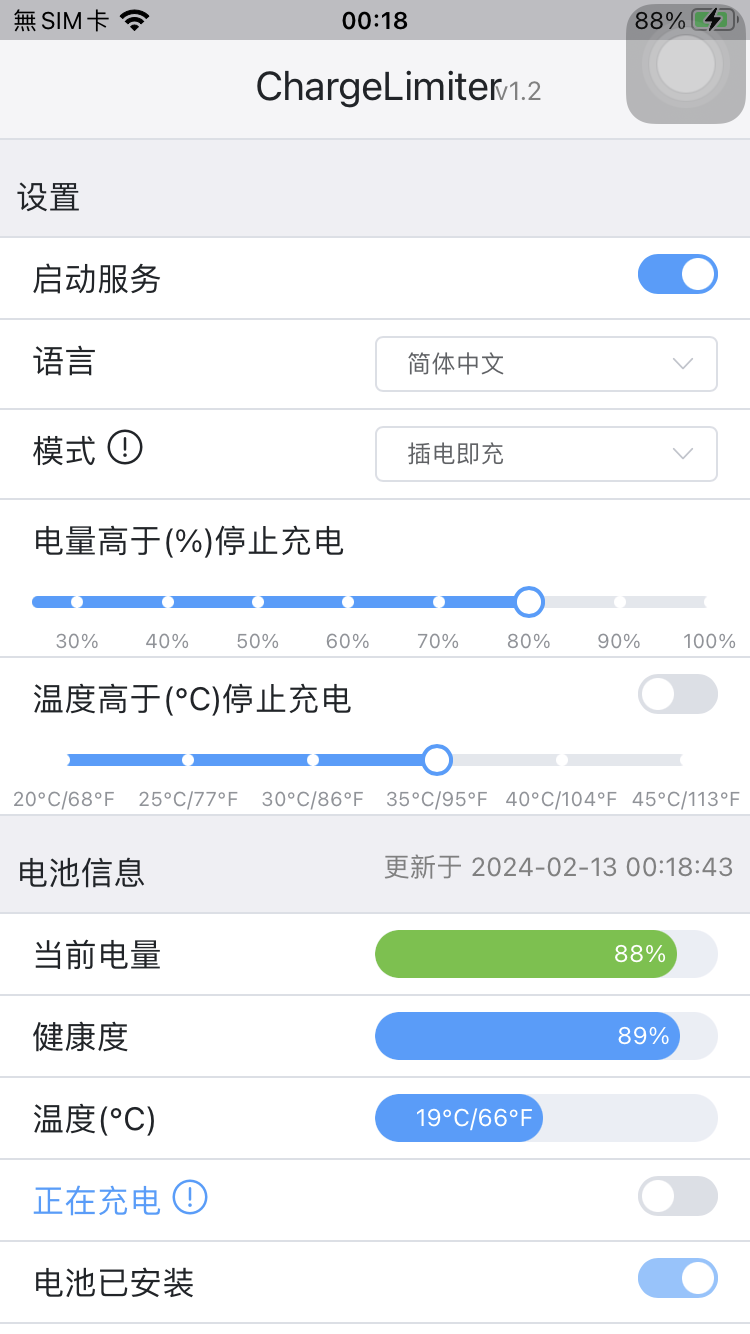 無SIM卡 00:18 88%
ChargeLimiter v1.2
设置
启动服务
语言 简体中文
模式 插电即充
电量高于(%)停止充电
30% 40% 50% 60% 70% 80% 90% 100%
温度高于(°C)停止充电
20°C/68°F 25°C/77°F 30°C/86°F 35°C/95°F 40°C/104°F 45°C/113°F
电池信息 更新于 2024-02-13 00:18:43
当前电量 88%
健康度 89%
温度(°C) 19°C/66°F
正在充电
电池已安装